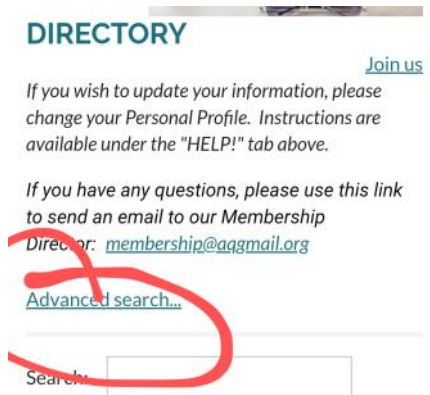 DIRECTORY
Join us
If you wish to update your information, please
change your Personal Profile.  Instructions are
available under the "HELP!" tab above.
If you have any questions, please use this link
to send an email to our Membership
Director:  membership@aqgmail.org
Advanced search...
Search: